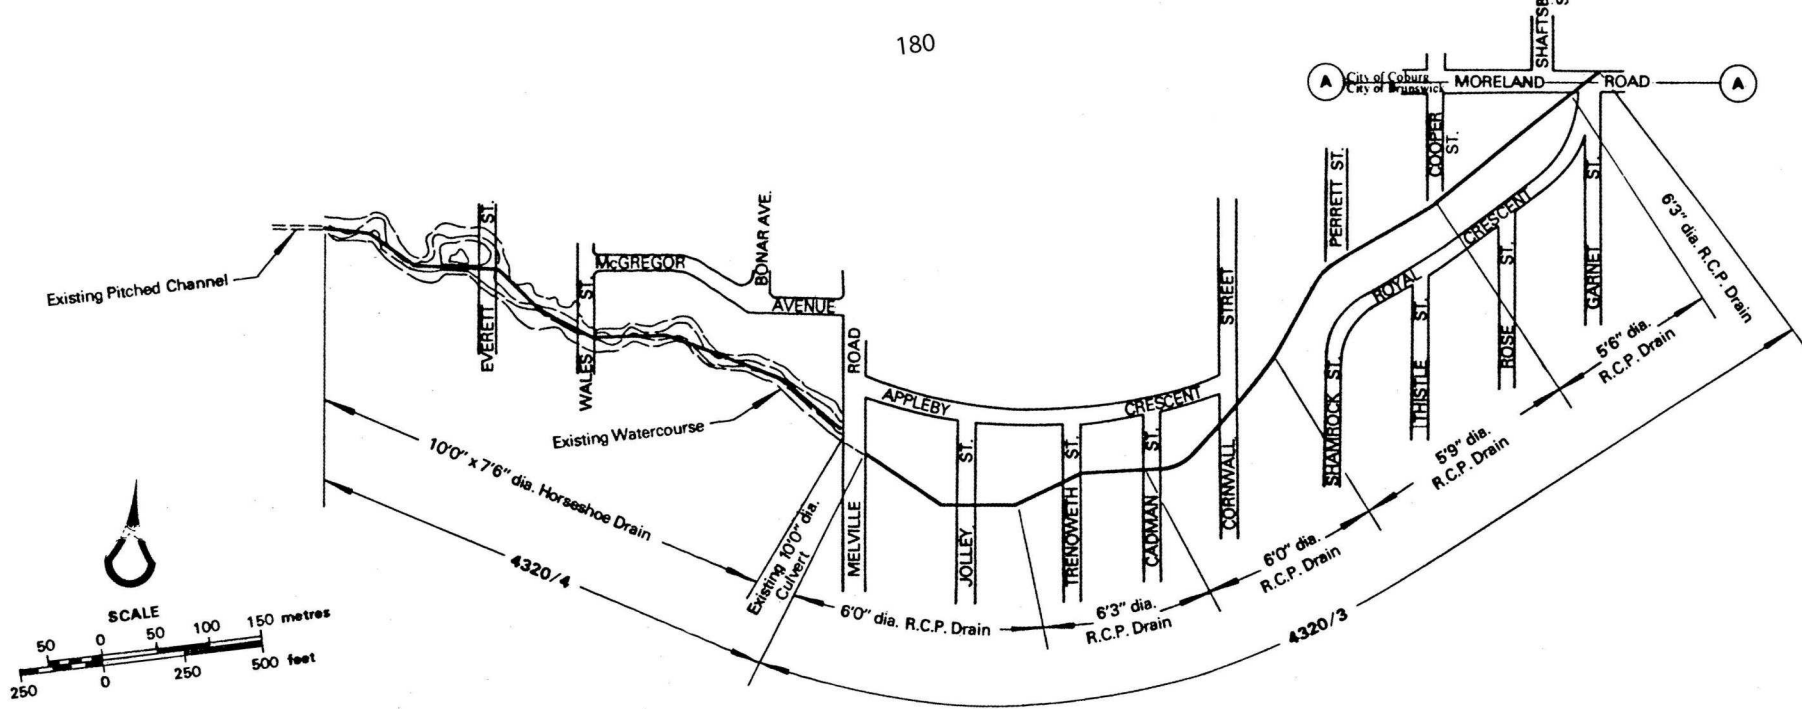 180
SHAFTSB
City of Coburg
City of Brunswick
A
MORELAND ROAD
A
COOPER ST.
PERRETT ST.
ROYAL CRESCENT
GARNET ST.
ROSE ST.
THISTLE ST.
SHAMROCK ST.
6'3" dia. R.C.P. Drain
5'6" dia.
R.C.P. Drain
5'9" dia.
R.C.P. Drain
6'0" dia.
R.C.P. Drain
6'3" dia.
R.C.P. Drain
6'0" dia. R.C.P. Drain
4320/3
Existing Pitched Channel
EVERETT ST.
WALES ST.
McGREGOR AVENUE
BONAR AVE.
Existing Watercourse
MELVILLE ROAD
APPLEBY CRESCENT
JOLLEY ST.
TRENOWETH ST.
CADMAN ST.
CORNWALL STREET
10'0" x 7'6" dia. Horseshoe Drain
Existing 10'0" dia.
Culvert
4320/4
SCALE
50 0 50 100 150 metres
250 0 250 500 feet